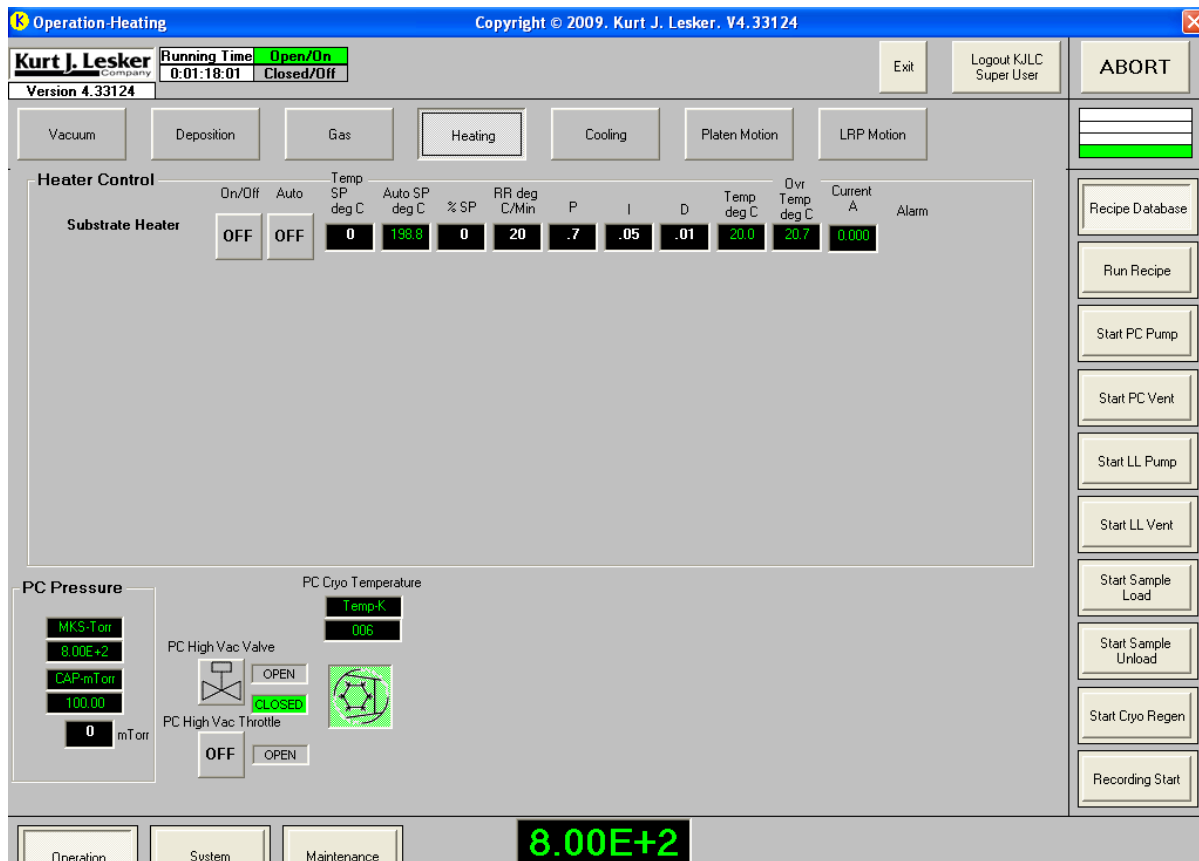 Operation-Heating
Copyright © 2009. Kurt J. Lesker. V4.33124
Kurt J. Lesker
Company
Version 4.33124
Running Time
0:01:18:01
Open/On
Closed/Off
Exit
Logout KJLC
Super User
ABORT
Vacuum
Deposition
Gas
Heating
Cooling
Platen Motion
LRP Motion
Heater Control
On/Off
Auto
Temp
SP
deg C
Auto SP
deg C
% SP
RR deg
C/Min
P
I
D
Temp
deg C
Ovr
Temp
deg C
Current
A
Alarm
Substrate Heater
OFF
OFF
0
198.8
0
20
.7
.05
.01
20.0
20.7
0.000
Recipe Database
Run Recipe
Start PC Pump
Start PC Vent
Start LL Pump
Start LL Vent
Start Sample
Load
Start Sample
Unload
Start Cryo Regen
Recording Start
PC Pressure
MKS-Torr
8.00E+2
CAP-mTorr
100.00
0
mTorr
PC High Vac Valve
OPEN
CLOSED
PC High Vac Throttle
OFF
OPEN
PC Cryo Temperature
Temp-K
006
Operation
System
Maintenance
8.00E+2